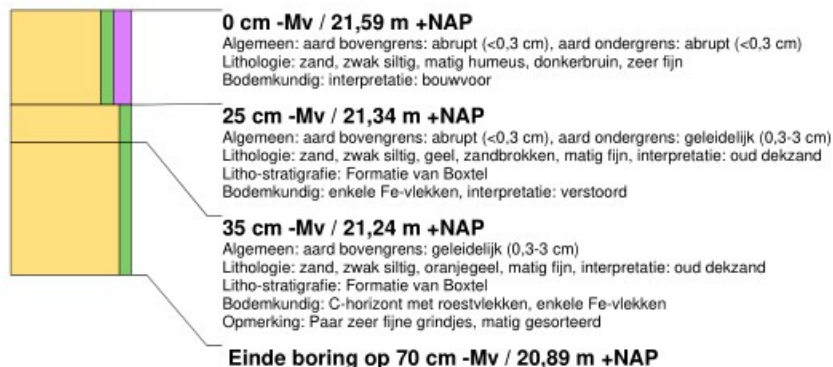 0 cm -Mv / 21,59 m +NAP
Algemeen: aard bovengrens: abrupt (<0,3 cm), aard ondergrens: abrupt (<0,3 cm)
Lithologie: zand, zwak siltig, matig humeus, donkerbruin, zeer fijn
Bodemkundig: interpretatie: bouwvoor
25 cm -Mv / 21,34 m +NAP
Algemeen: aard bovengrens: abrupt (<0,3 cm), aard ondergrens: geleidelijk (0,3-3 cm)
Lithologie: zand, zwak siltig, geel, zandbrokken, matig fijn, interpretatie: oud dekzand
Litho-stratigrafie: Formatie van Boxtel
Bodemkundig: enkele Fe-vlekken, interpretatie: verstoord
35 cm -Mv / 21,24 m +NAP
Algemeen: aard bovengrens: geleidelijk (0,3-3 cm)
Lithologie: zand, zwak siltig, oranjegeel, matig fijn, interpretatie: oud dekzand
Litho-stratigrafie: Formatie van Boxtel
Bodemkundig: C-horizont met roestvlekken, enkele Fe-vlekken
Opmerking: Paar zeer fijne grindjes, matig gesorteerd
Einde boring op 70 cm -Mv / 20,89 m +NAP